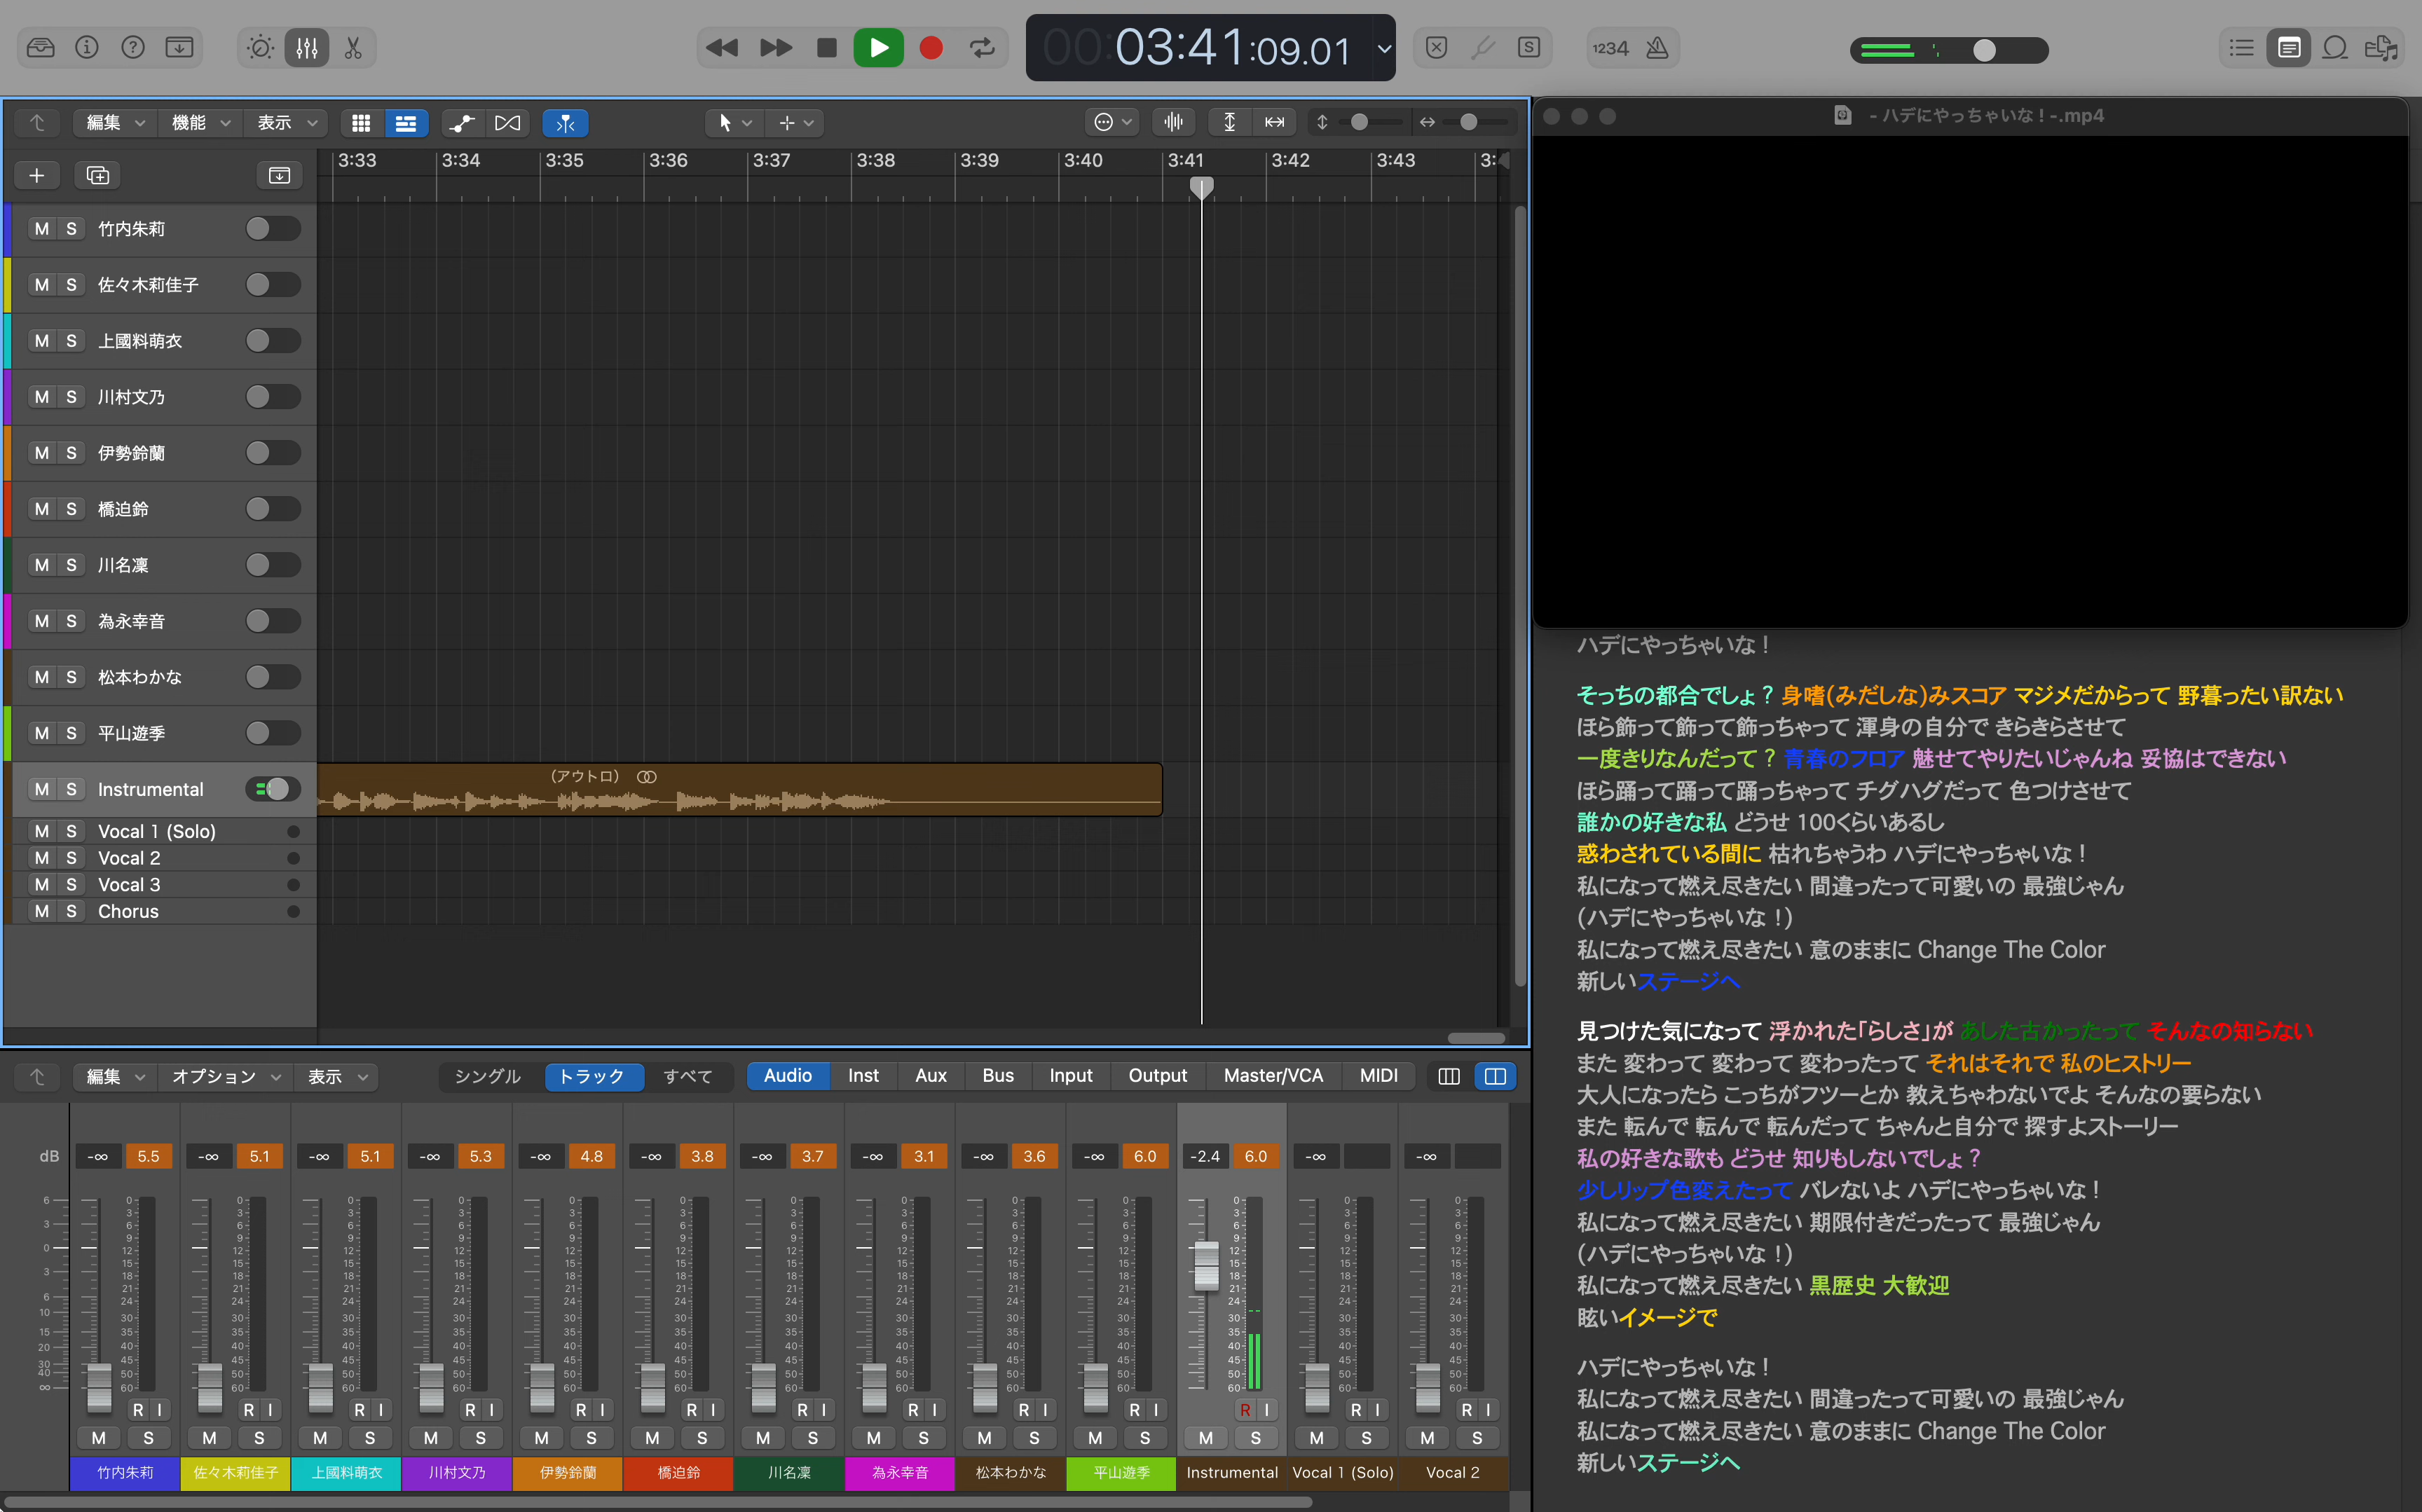 00:03:41:09.01
1234
編集 機能 表示
3:33 3:34 3:35 3:36 3:37 3:38 3:39 3:40 3:41 3:42 3:43 3:
- ハデにやっちゃいな！-.mp4
M S 竹内朱莉
M S 佐々木莉佳子
M S 上國料萌衣
M S 川村文乃
M S 伊勢鈴蘭
M S 橋迫鈴
M S 川名凜
M S 為永幸音
M S 松本わかな
M S 平山遊季
M S Instrumental
(アウトロ)
M S Vocal 1 (Solo)
M S Vocal 2
M S Vocal 3
M S Chorus
ハデにやっちゃいな！
そっちの都合でしょ？ 身嗜(みだしな)みスコア マジメだからって 野暮ったい訳ない
ほら飾って飾って飾っちゃって 渾身の自分で きらきらさせて
一度きりなんだって？ 青春のフロア 魅せてやりたいじゃんね 妥協はできない
ほら踊って踊って踊っちゃって チグハグだって 色つけさせて
誰かの好きな私 どうせ 100くらいあるし
惑わされている間に 枯れちゃうわ ハデにやっちゃいな！
私になって燃え尽きたい 間違ったって可愛いの 最強じゃん
(ハデにやっちゃいな！)
私になって燃え尽きたい 意のままに Change The Color
新しいステージへ
見つけた気になって 浮かれた「らしさ」が あした古かったって そんなの知らない
また 変わって 変わって 変わったって それはそれで 私のヒストリー
大人になったら こっちがフツーとか 教えちゃわないでよ そんなの要らない
また 転んで 転んで 転んだって ちゃんと自分で 探すよストーリー
私の好きな歌も どうせ 知りもしないでしょ？
少しリップ色変えたって バレないよ ハデにやっちゃいな！
私になって燃え尽きたい 期限付きだったって 最強じゃん
(ハデにやっちゃいな！)
私になって燃え尽きたい 黒歴史 大歓迎
眩いイメージで
ハデにやっちゃいな！
私になって燃え尽きたい 間違ったって可愛いの 最強じゃん
私になって燃え尽きたい 意のままに Change The Color
新しいステージへ
編集 オプション 表示 シングル トラック すべて Audio Inst Aux Bus Input Output Master/VCA MIDI
dB -∞ 5.5 -∞ 5.1 -∞ 5.1 -∞ 5.3 -∞ 4.8 -∞ 3.8 -∞ 3.7 -∞ 3.1 -∞ 3.6 -∞ 6.0 -2.4 6.0 -∞ -∞
6 3 0 3 6 10 15 20 30 40 ∞
0 3 6 9 12 15 18 21 24 30 35 40 45 50 60
R I R I R I R I R I R I R I R I R I R I R I R I R I
M S M S M S M S M S M S M S M S M S M S M S M S M S
竹内朱莉 佐々木莉佳子 上國料萌衣 川村文乃 伊勢鈴蘭 橋迫鈴 川名凜 為永幸音 松本わかな 平山遊季 Instrumental Vocal 1 (Solo) Vocal 2